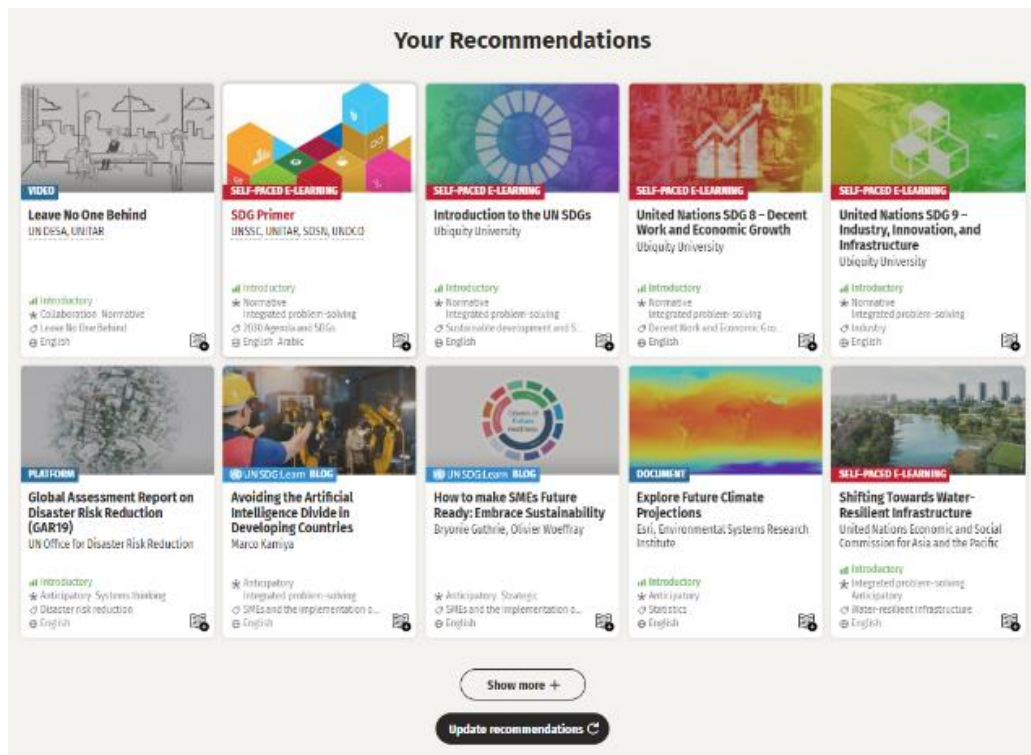 Your Recommendations
VIDEO
Leave No One Behind
UN DESA, UNITAR
Introductory
Collaboration Normative
Leave No One Behind
English
SELF-PACED E-LEARNING
SDG Primer
UNSSC, UNITAR, SDSN, UNOCO
Introductory
Normative
Integrated problem-solving
2030 Agenda and SDGs
English Arabic
SELF-PACED E-LEARNING
Introduction to the UN SDGs
Ubiquity University
Introductory
Normative
Integrated problem-solving
Sustainable development and S...
English
SELF-PACED E-LEARNING
United Nations SDG 8 – Decent
Work and Economic Growth
Ubiquity University
Introductory
Normative
Integrated problem-solving
Decent Work and Economic Gro...
English
SELF-PACED E-LEARNING
United Nations SDG 9 –
Industry, Innovation, and
Infrastructure
Ubiquity University
Introductory
Normative
Integrated problem-solving
Industry
English
PLATFORM
Global Assessment Report on
Disaster Risk Reduction
(GAR19)
UN Office for Disaster Risk Reduction
Introductory
Anticipatory Systems thinking
Disaster risk reduction
English
UN SDG:Learn BLOG
Avoiding the Artificial
Intelligence Divide in
Developing Countries
Marco Kamiya
Anticipatory
Integrated problem-solving
SMEs and the implementation o...
English
Future
UN SDG:Learn BLOG
How to make SMEs Future
Ready: Embrace Sustainability
Bryonie Guthrie, Olivier Woeffray
Anticipatory Strategic
SMEs and the implementation o...
English
DOCUMENT
Explore Future Climate
Projections
Esri, Environmental Systems Research
Institute
Introductory
Anticipatory
Statistics
English
SELF-PACED E-LEARNING
Shifting Towards Water-
Resilient Infrastructure
United Nations Economic and Social
Commission for Asia and the Pacific
Introductory
Integrated problem-solving
Anticipatory
Water-resilient infrastructure
English
Show more +
Update recommendations